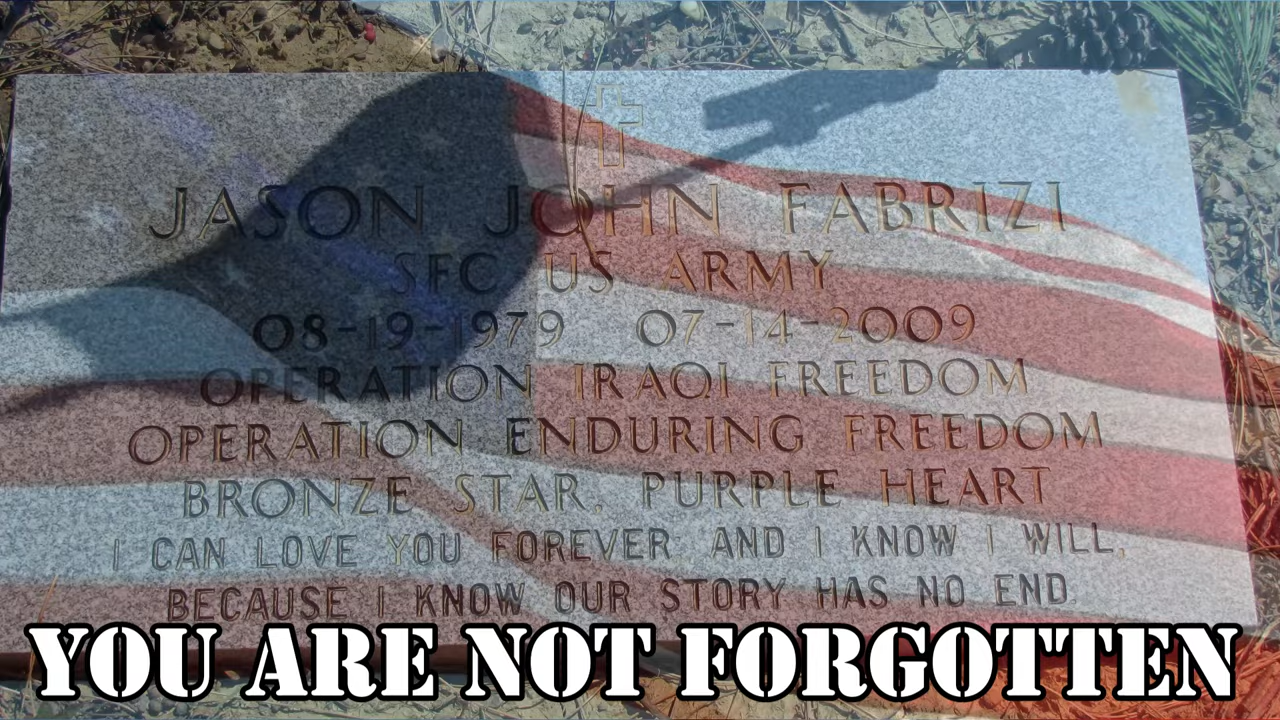 JASON JOHN FABRIZI
SFC US ARMY
08-19-1979 07-14-2009
OPERATION IRAQI FREEDOM
OPERATION ENDURING FREEDOM
BRONZE STAR, PURPLE HEART
I CAN LOVE YOU FOREVER, AND I KNOW I WILL,
BECAUSE I KNOW OUR STORY HAS NO END.
YOU ARE NOT FORGOTTEN